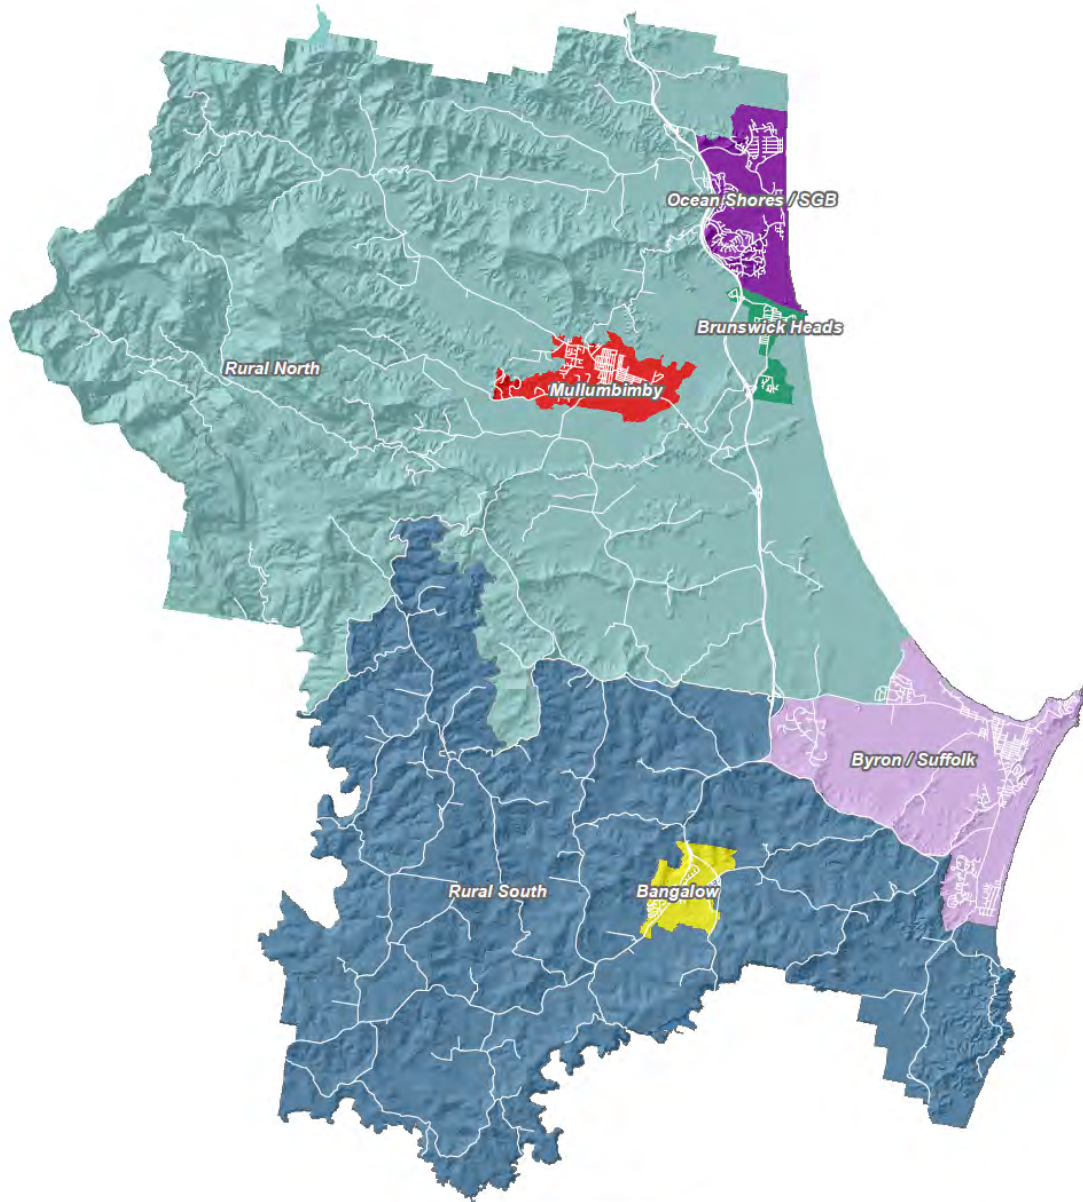 Ocean Shores / SGB
Brunswick Heads
Rural North
Mullumbimby
Byron / Suffolk
Rural South
Bangalow